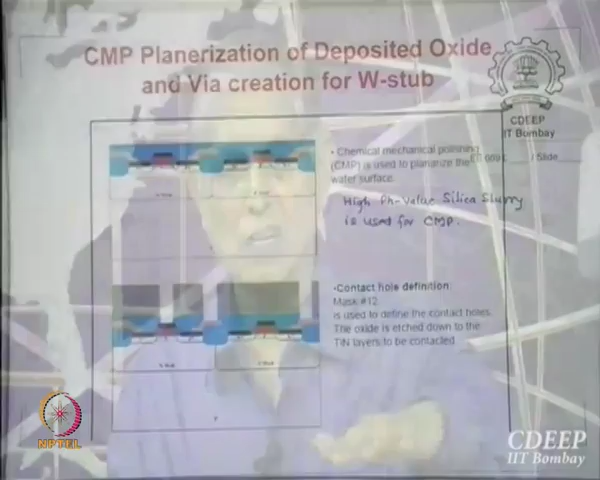 CMP Planerization of Deposited Oxide
and Via creation for W-stub
CDEEP
IIT Bombay
/ Slide
• Chemical mechanical polishing
(CMP) is used to planarize the
water surface.
High Ph-Value Silica Slurry
is used for CMP.
•Contact hole definition
Mask #12
is used to define the contact holes.
The oxide is etched down to the
TiN layers to be contacted
NPTEL
CDEEP
IIT Bombay